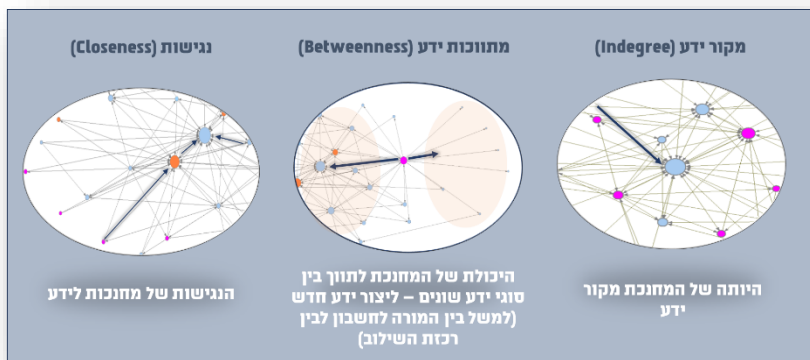 מקור ידע (Indegree)
היותה של המחנכת מקור
ידע
מתווכות ידע (Betweenness)
היכולת של המחנכת לתווך בין
סוגי ידע שונים – ליצור ידע חדש
(למשל בין המורה לחשבון לבין
רכזת השילוב)
נגישות (Closeness)
הנגישות של מחנכות לידע